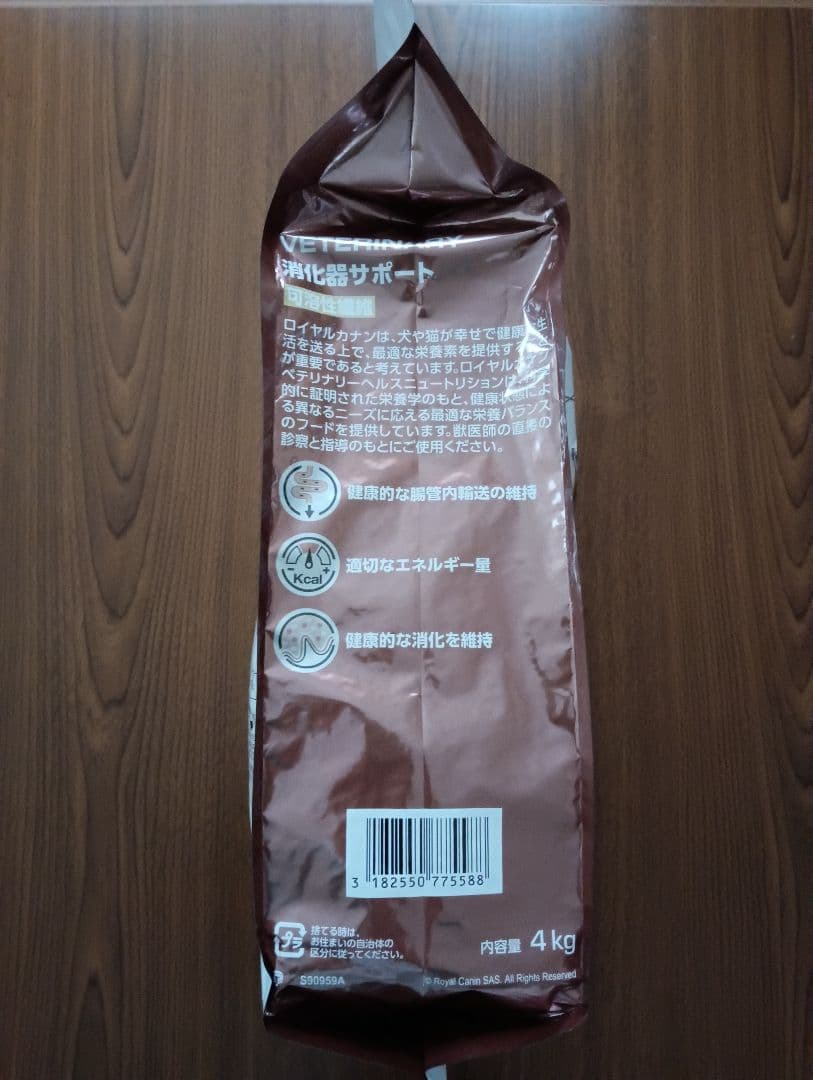 VETERINARY
消化器サポート
可溶性繊維
ロイヤルカナンは、犬や猫が幸せで健康 生
活を送る上で、最適な栄養素を提供する
が重要であると考えています。ロイヤルカ
ベテリナリーヘルスニュートリションは、
的に証明された栄養学のもと、健康状態によ
る異なるニーズに応える最適な栄養バランス
のフードを提供しています。獣医師の直接の
診察と指導のもとにご使用ください。
健康的な腸管内輸送の維持
- Kcal +
適切なエネルギー量
健康的な消化を維持
3 182550 775588
プラ
捨てる時は、
お住まいの自治体の
区分に従ってください。
内容量 4kg
S90959A
© Royal Canin SAS. All Rights Reserved